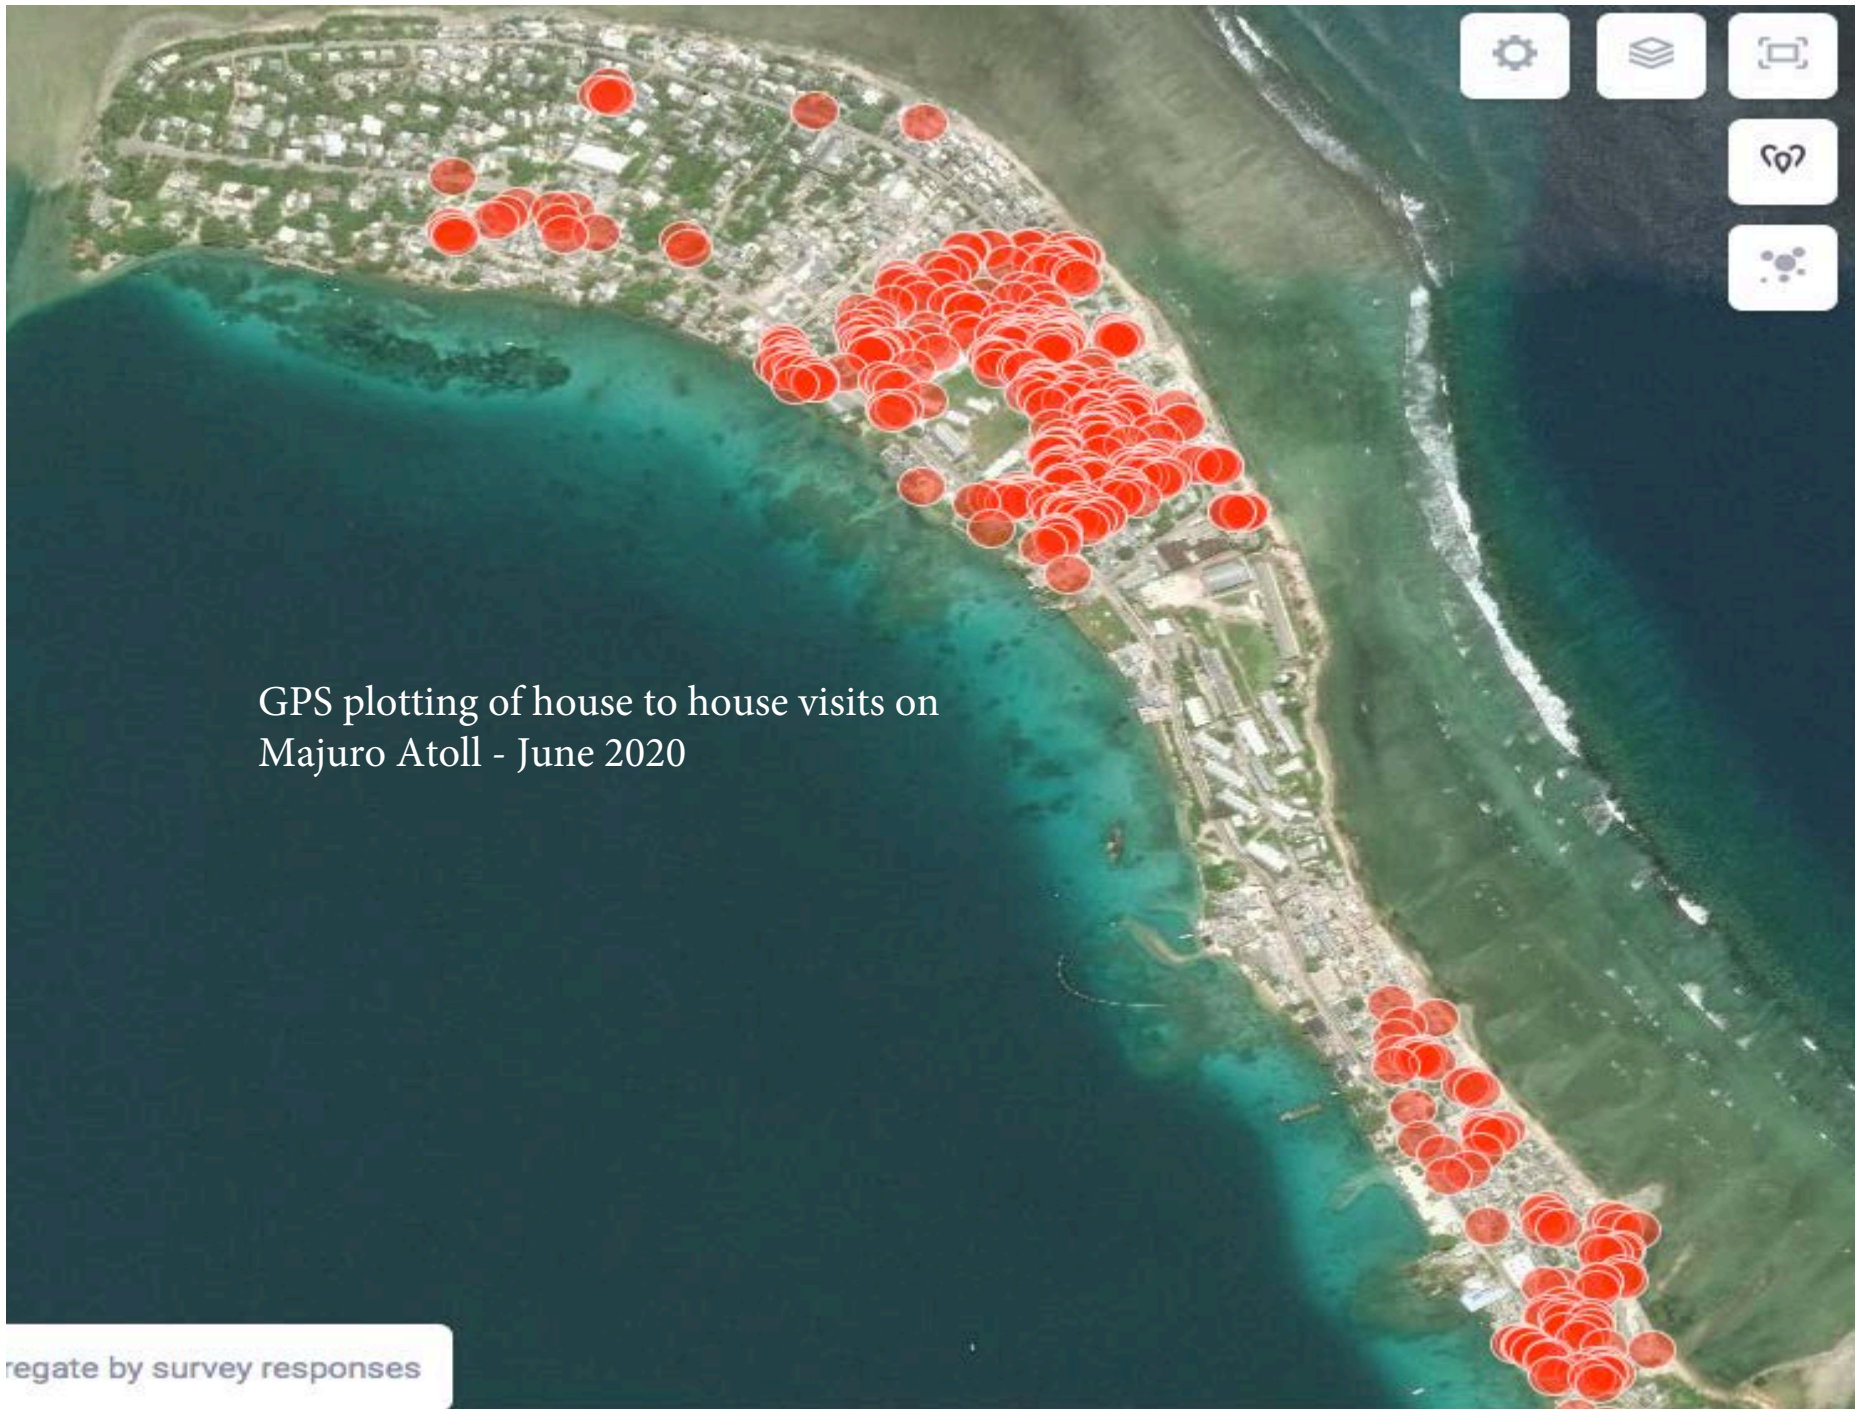 GPS plotting of house to house visits on
Majuro Atoll - June 2020
regate by survey responses